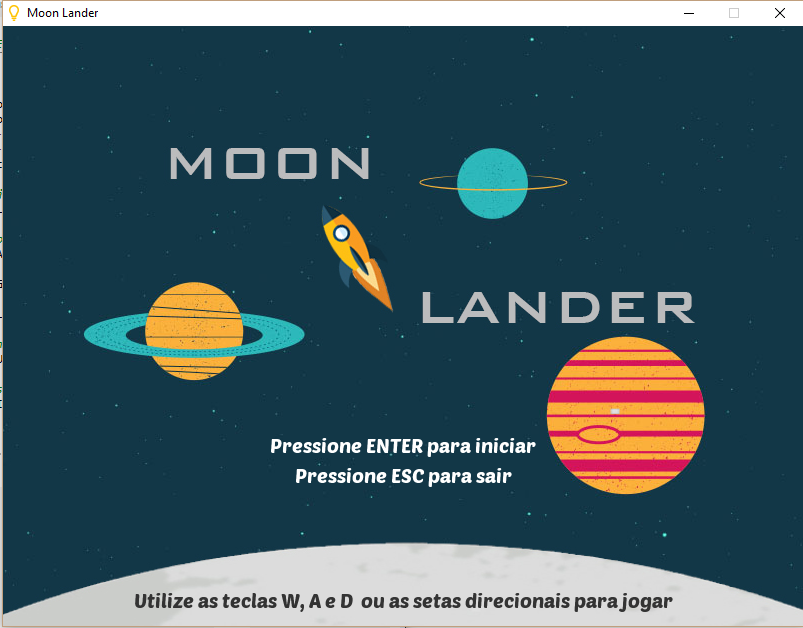 Moon Lander
MOON
LANDER
Pressione ENTER para iniciar
Pressione ESC para sair
Utilize as teclas W, A e D ou as setas direcionais para jogar